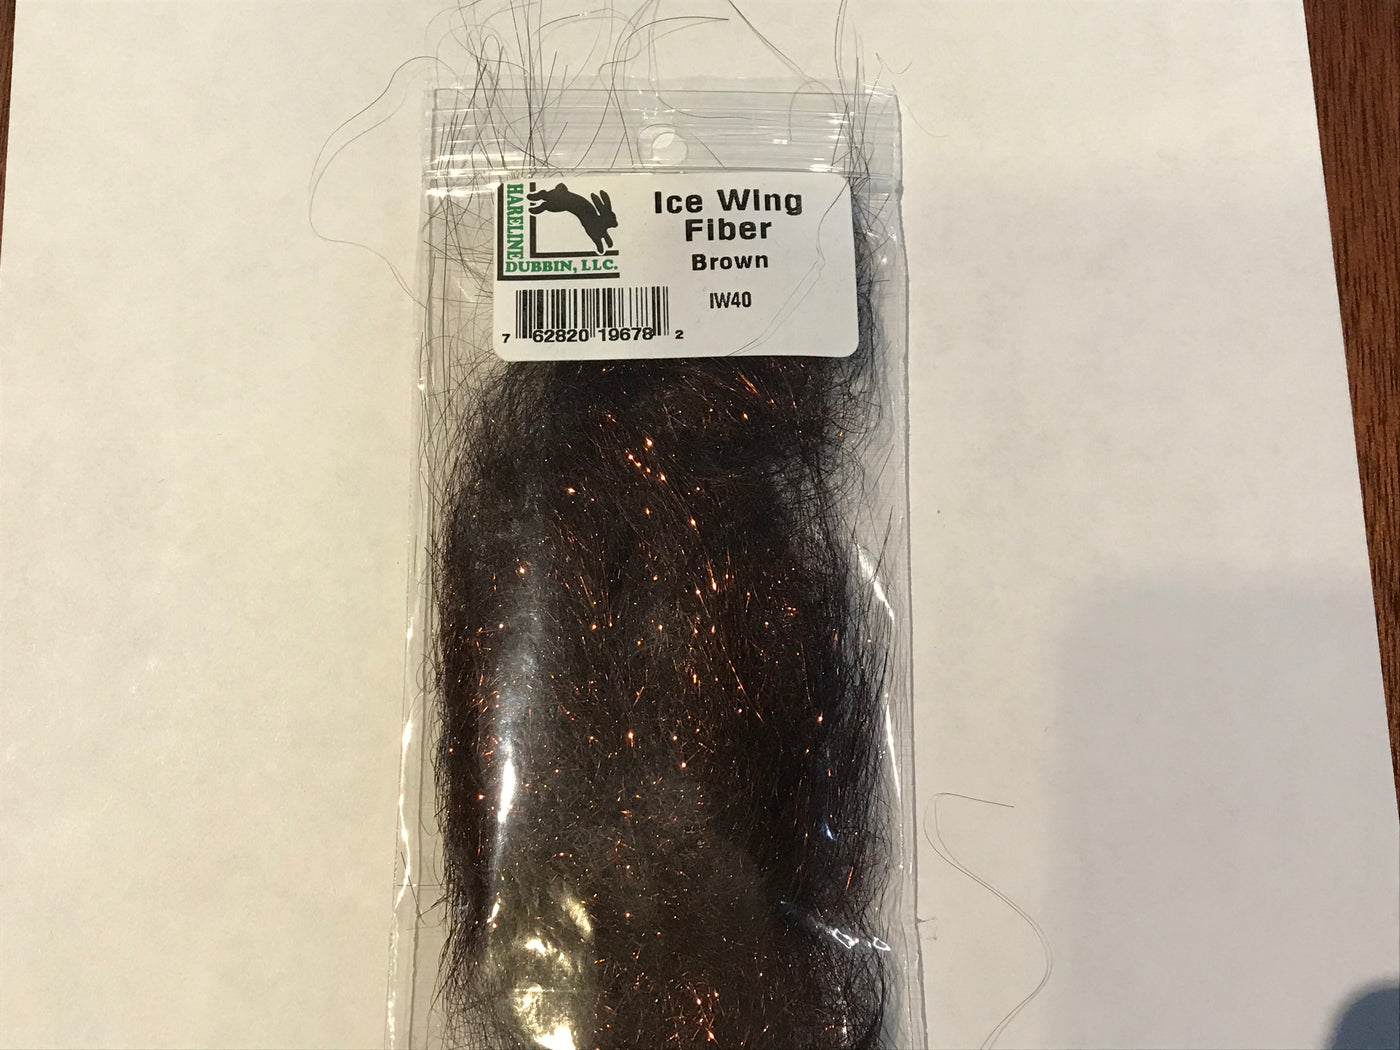 HARELINE
DUBBIN, LLC.
Ice Wing
Fiber
Brown
IW40
7 62820 19678 2